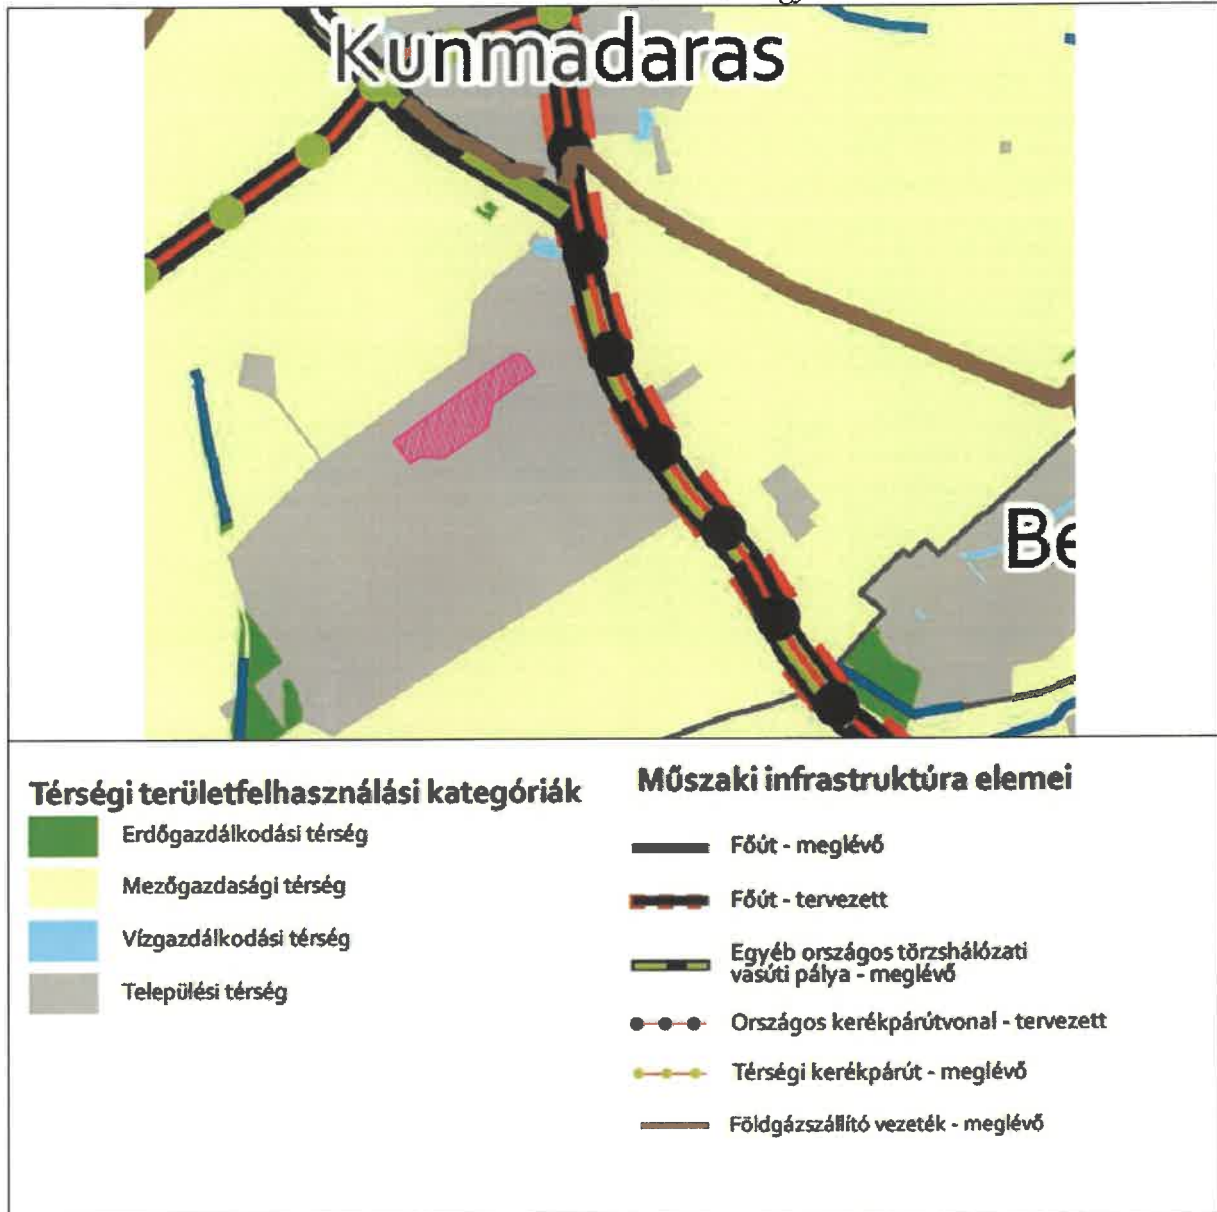 Kunmadaras
Be
Térségi területfelhasználási kategóriák
Erdőgazdálkodási térség
Mezőgazdasági térség
Vízgazdálkodási térség
Települési térség
Műszaki infrastruktúra elemei
Főút - meglévő
Főút - tervezett
Egyéb országos törzshálózati
vasúti pálya - meglévő
Országos kerékpárútvonal - tervezett
Térségi kerékpárút - meglévő
Földgázszállító vezeték - meglévő